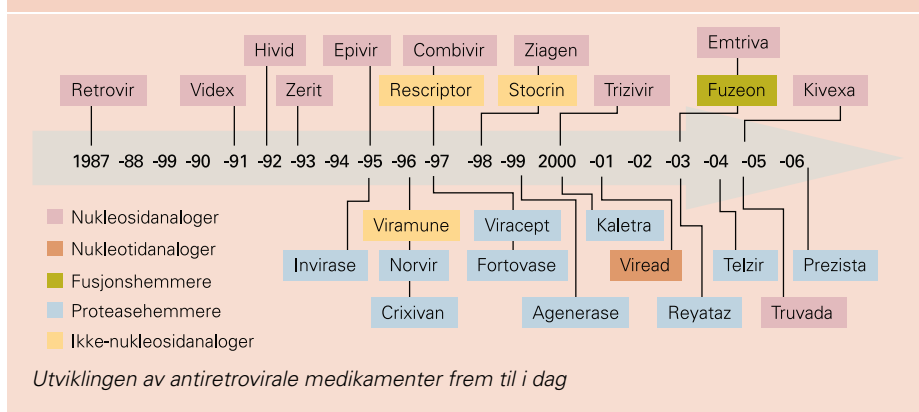 Hivid Epivir Combivir Ziagen Emtriva
Retrovir Videx Zerit Rescriptor Stocrin Trizivir Fuzeon Kivexa
1987 -88 -99 -90 -91 -92 -93 -94 -95 -96 -97 -98 -99 2000 -01 -02 -03 -04 -05 -06
Nukleosidanaloger
Nukleotidanaloger
Fusjonshemmere
Proteasehemmere
Ikke-nukleosidanaloger
Viramune Viracept Kaletra
Invirase Norvir Fortovase Viread Telzir Prezista
Crixivan Agenerase Reyataz Truvada
Utviklingen av antiretrovirale medikamenter frem til i dag